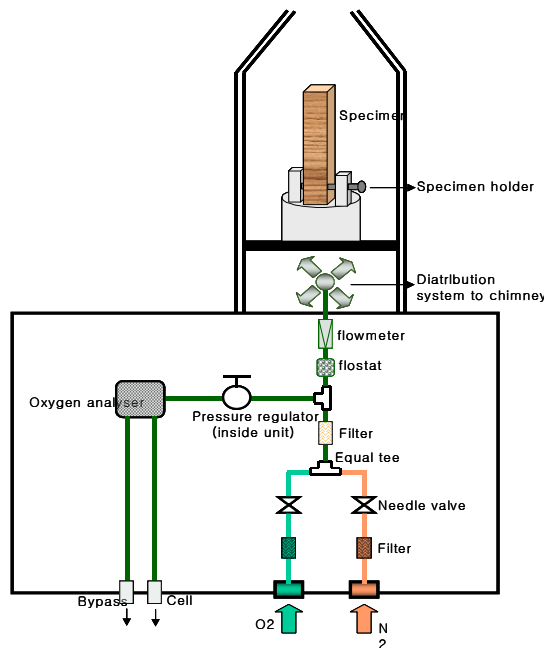 Specimen
Specimen holder
Diatrlbution
system to chimney
flowmeter
flostat
Oxygen analyser
Pressure regulator
(inside unit)
Filter
Equal tee
Needle valve
Filter
Bypass
Cell
O2
N
2